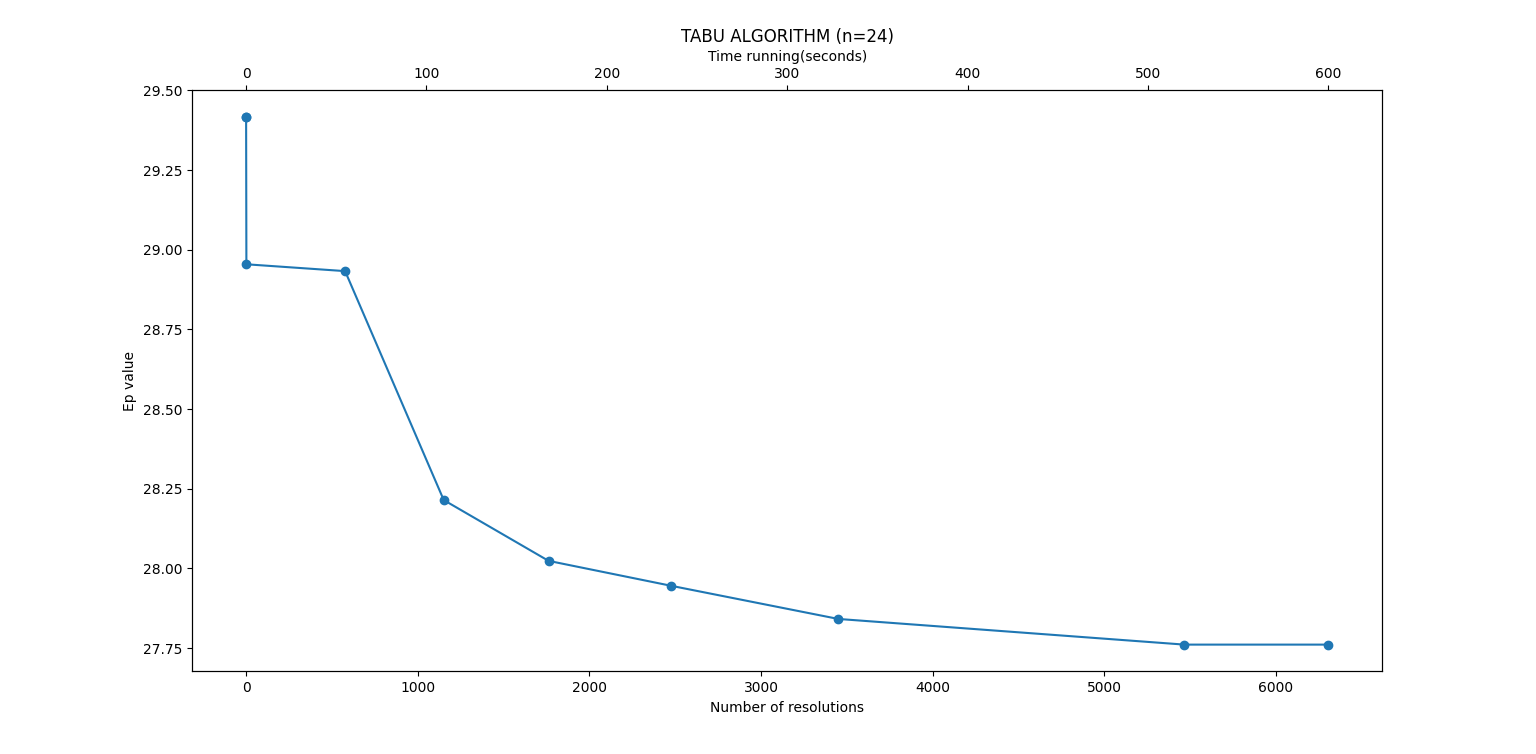 TABU ALGORITHM (n=24)
Time running(seconds)
0 100 200 300 400 500 600
29.50
29.25
29.00
28.75
28.50
28.25
28.00
27.75
Ep value
0 1000 2000 3000 4000 5000 6000
Number of resolutions